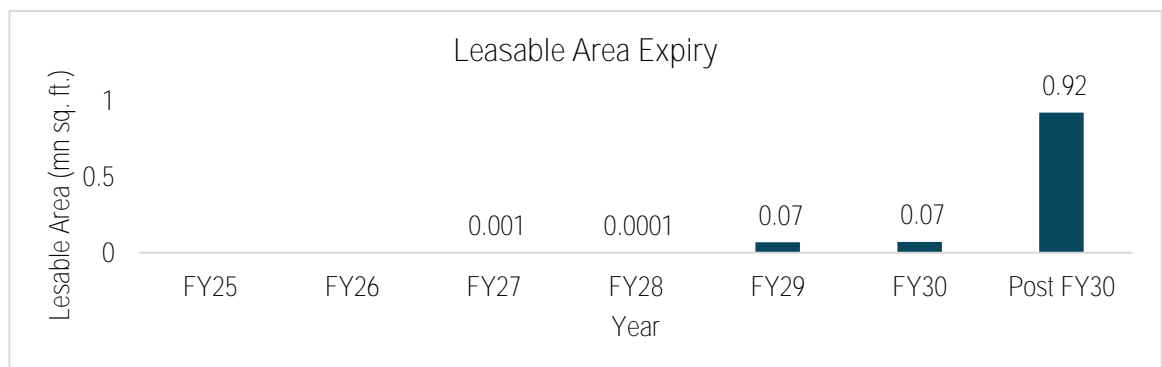 Leasable Area Expiry
Lesable Area (mn sq. ft.)
1
0.5
0
0.001
0.0001
0.07
0.07
0.92
FY25
FY26
FY27
FY28
FY29
FY30
Post FY30
Year